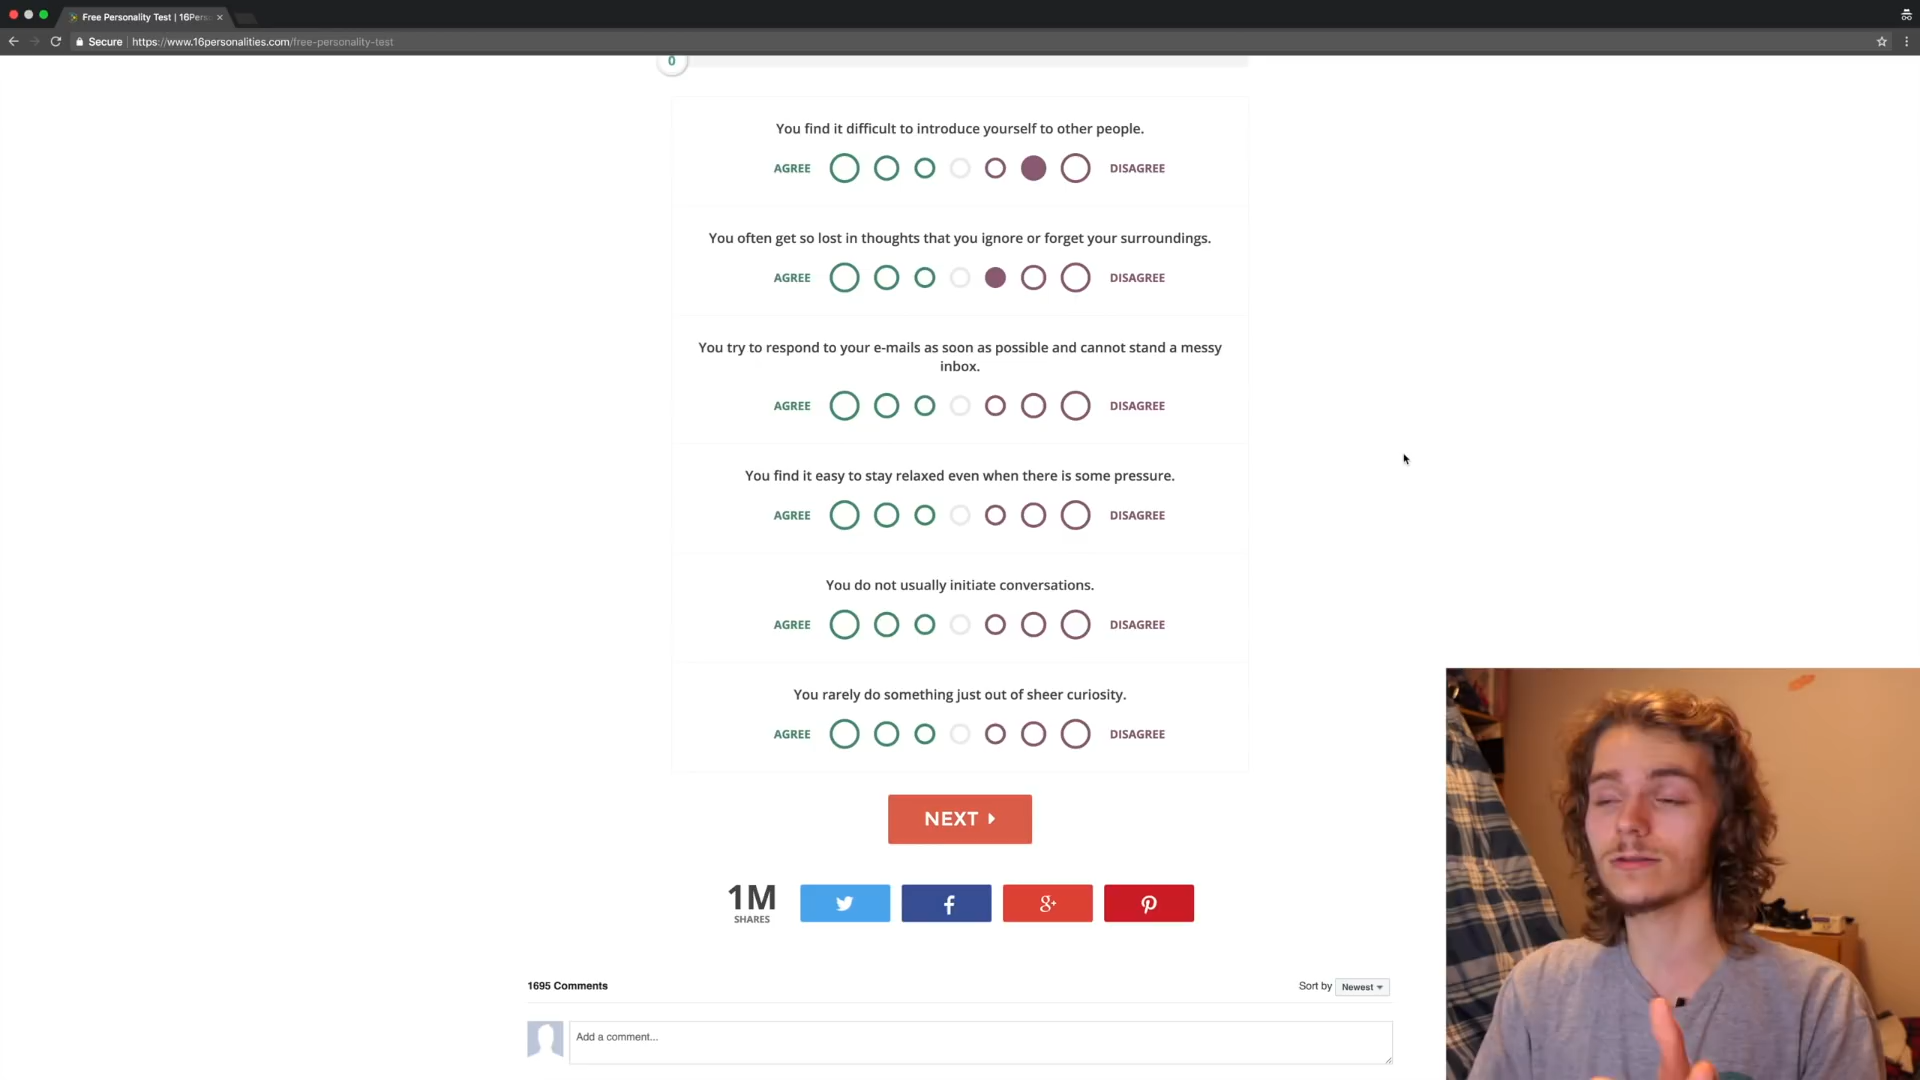 Free Personality Test | 16Pers
Secure https://www.16personalities.com/free-personality-test
0
You find it difficult to introduce yourself to other people.
AGREE DISAGREE
You often get so lost in thoughts that you ignore or forget your surroundings.
AGREE DISAGREE
You try to respond to your e-mails as soon as possible and cannot stand a messy
inbox.
AGREE DISAGREE
You find it easy to stay relaxed even when there is some pressure.
AGREE DISAGREE
You do not usually initiate conversations.
AGREE DISAGREE
You rarely do something just out of sheer curiosity.
AGREE DISAGREE
NEXT
1M
SHARES
1695 Comments
Sort by Newest
Add a comment...